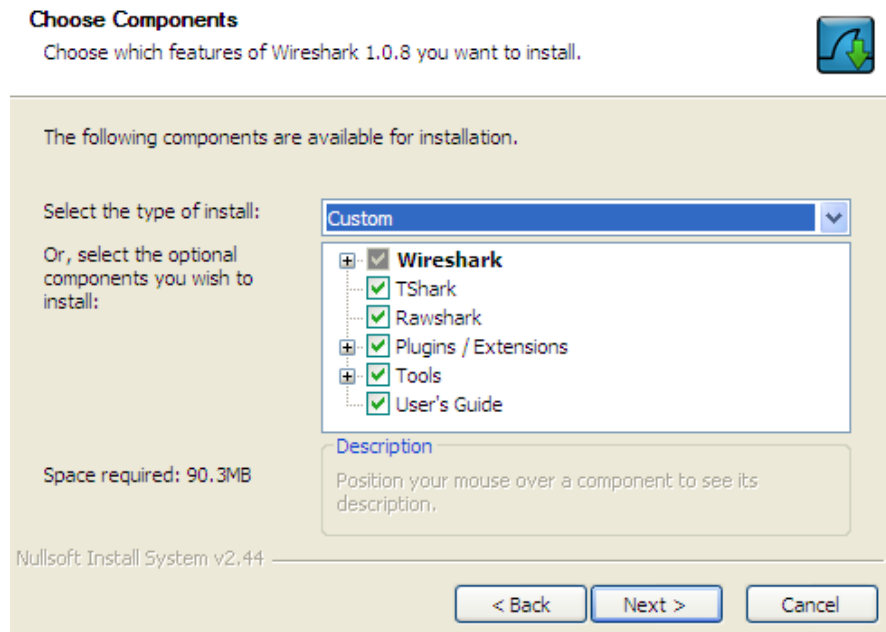 Choose Components
Choose which features of Wireshark 1.0.8 you want to install.
The following components are available for installation.
Select the type of install:
Custom
Or, select the optional
components you wish to
install:
Wireshark
TShark
Rawshark
Plugins / Extensions
Tools
User's Guide
Space required: 90.3MB
Description
Position your mouse over a component to see its
description.
Nullsoft Install System v2.44
< Back
Next >
Cancel